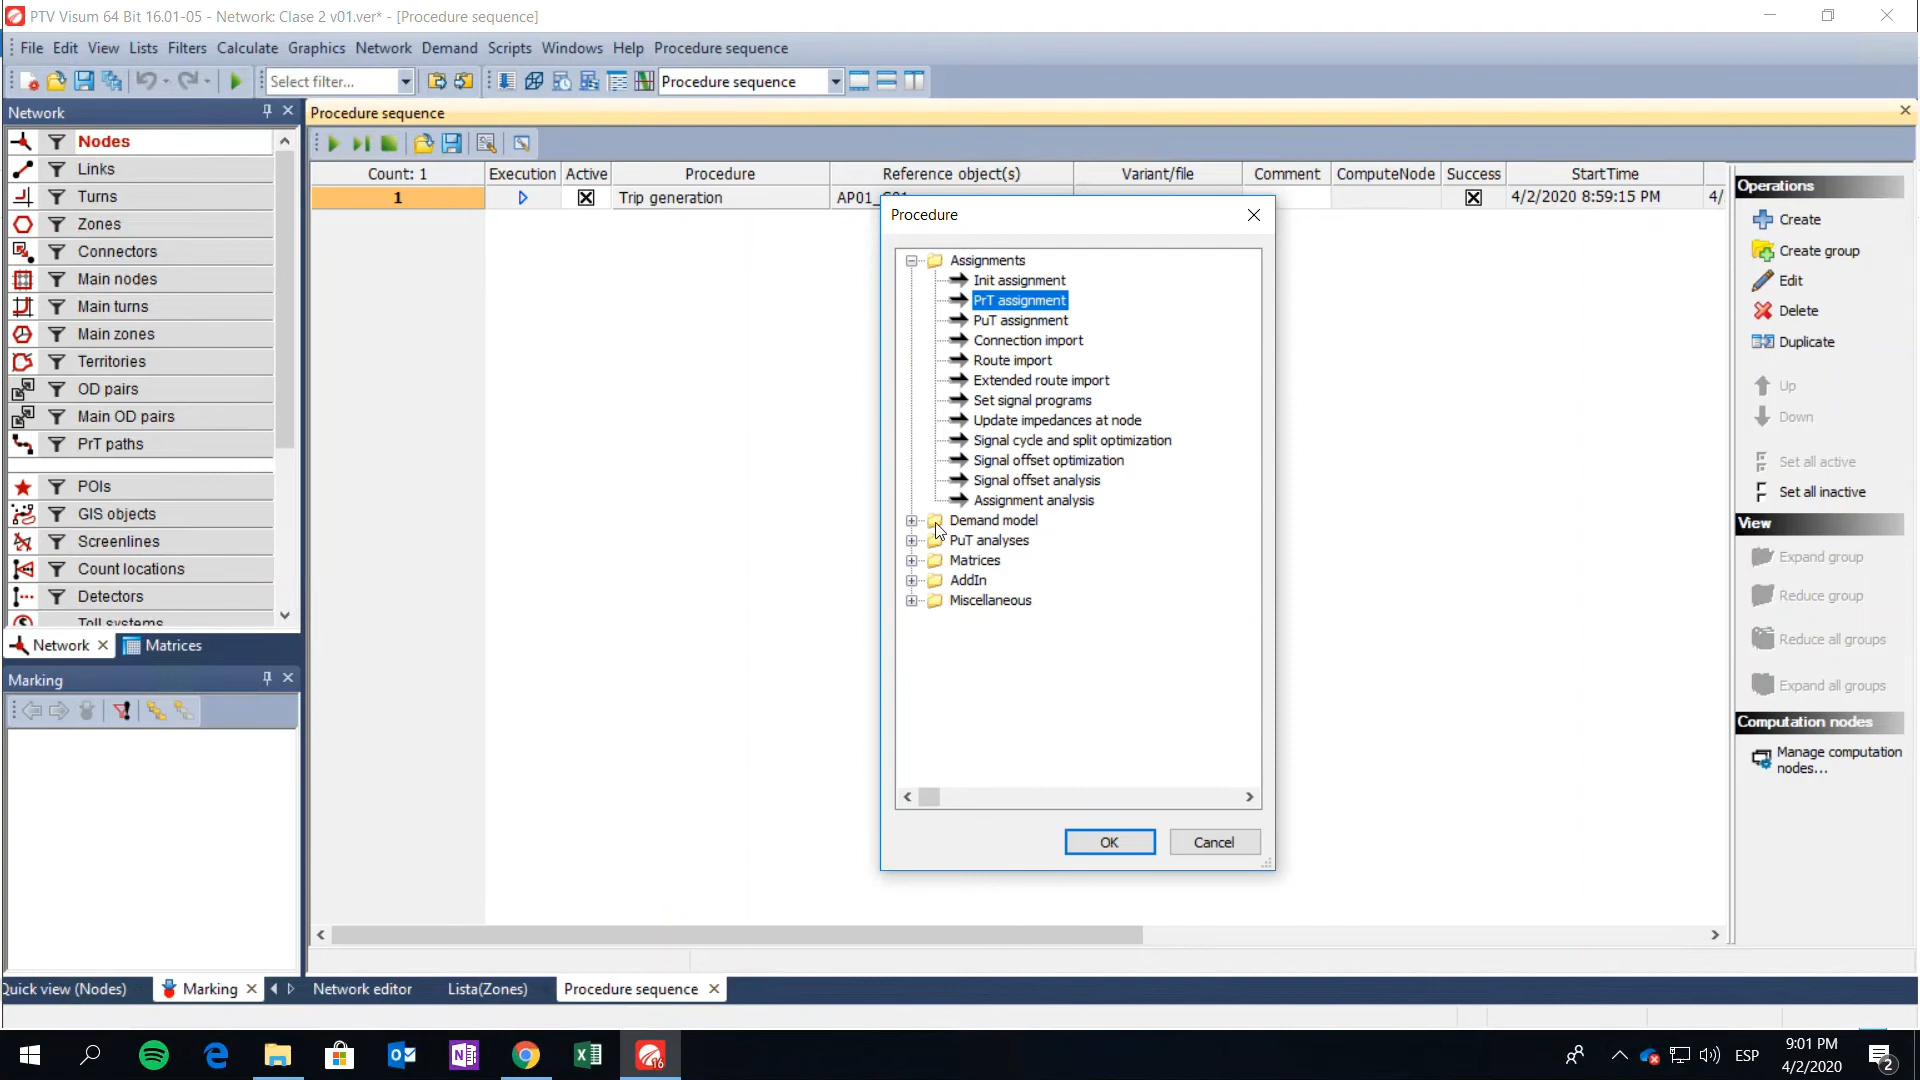 PTV Visum 64 Bit 16.01-05 - Network: Clase 2 v01.ver* - [Procedure sequence]
File Edit View Lists Filters Calculate Graphics Network Demand Scripts Windows Help Procedure sequence
Select filter... Procedure sequence
Network
Nodes
Links
Turns
Zones
Connectors
Main nodes
Main turns
Main zones
Territories
OD pairs
Main OD pairs
PrT paths
POIs
GIS objects
Screenlines
Count locations
Detectors
Toll systems
Network Matrices
Marking
Procedure sequence
Count: 1 Execution Active Procedure Reference object(s) Variant/file Comment ComputeNode Success StartTime
1 Trip generation AP01_ 4/2/2020 8:59:15 PM 4/
Procedure
Assignments
Init assignment
PrT assignment
PuT assignment
Connection import
Route import
Extended route import
Set signal programs
Update impedances at node
Signal cycle and split optimization
Signal offset optimization
Signal offset analysis
Assignment analysis
Demand model
PuT analyses
Matrices
AddIn
Miscellaneous
OK Cancel
Operations
Create
Create group
Edit
Delete
Duplicate
Up
Down
Set all active
Set all inactive
View
Expand group
Reduce group
Reduce all groups
Expand all groups
Computation nodes
Manage computation
nodes...
Quick view (Nodes) Marking Network editor Lista(Zones) Procedure sequence
16
ESP
9:01 PM
4/2/2020
2